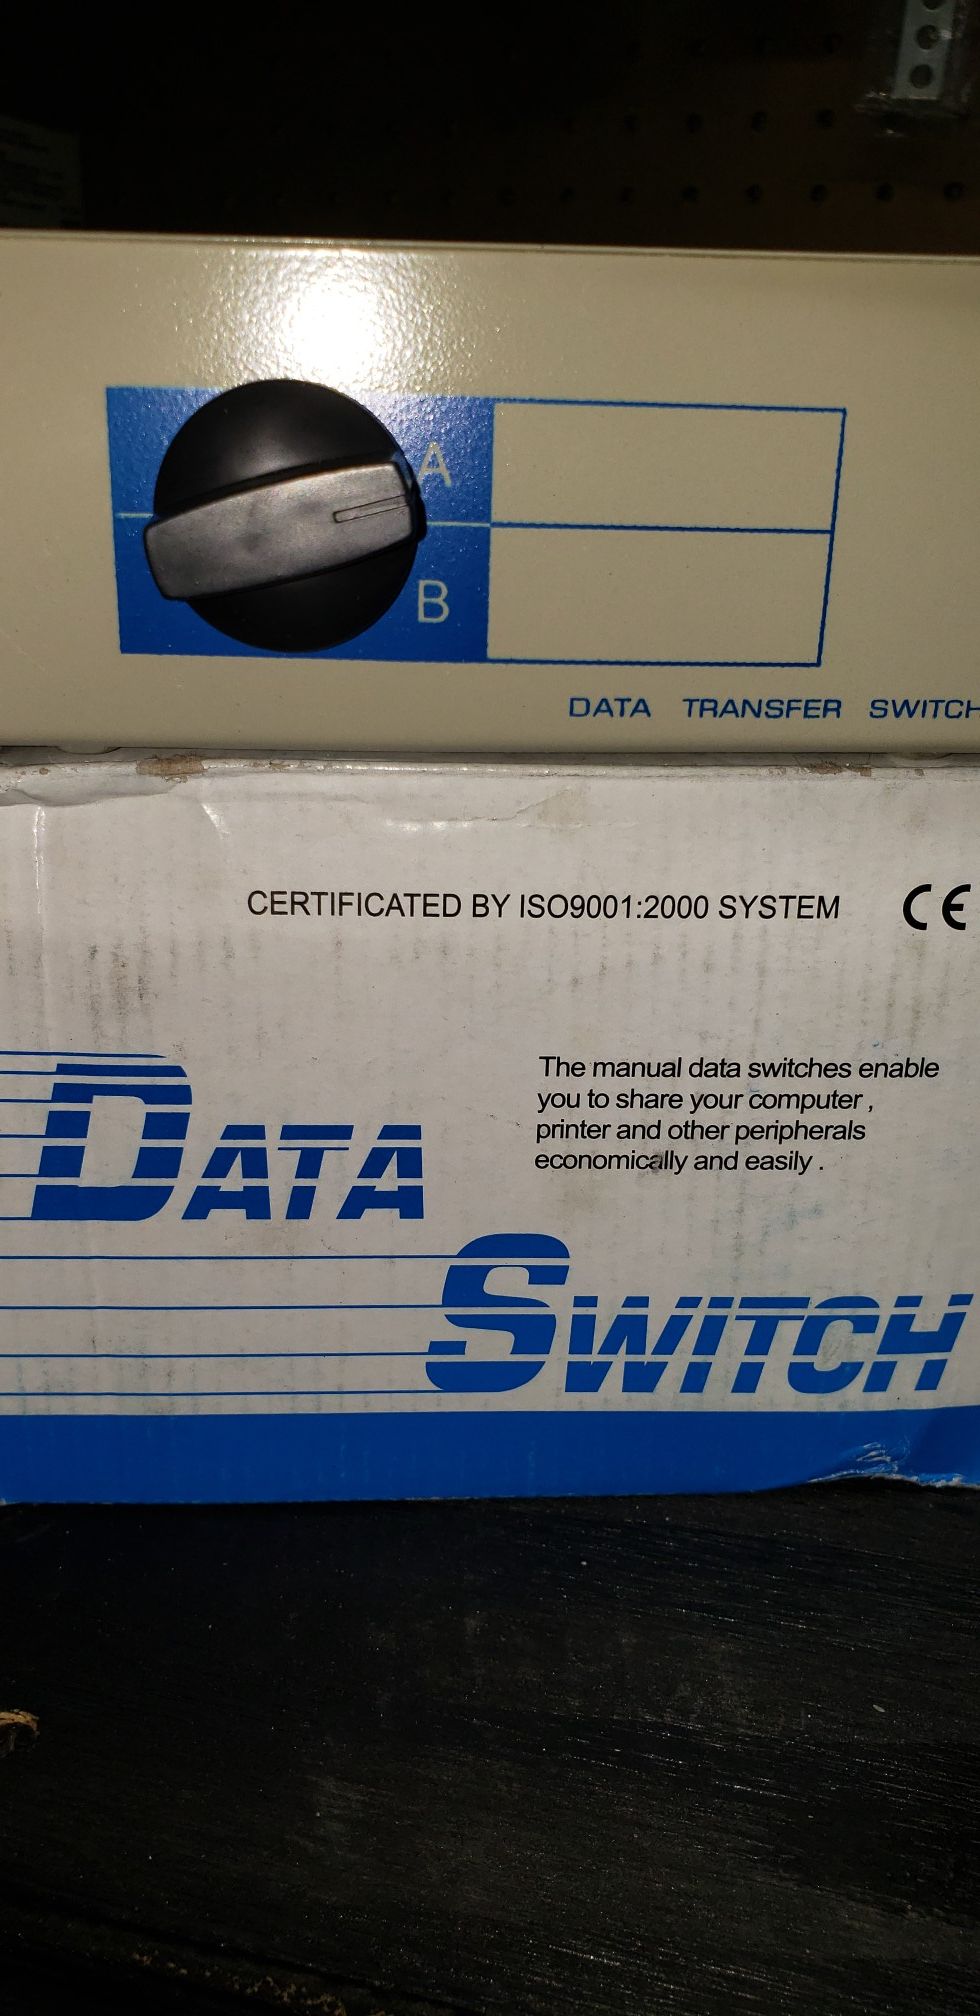 A
B
DATA TRANSFER SWITCH
CERTIFICATED BY ISO9001:2000 SYSTEM CE
The manual data switches enable
you to share your computer ,
printer and other peripherals
economically and easily .
DATA
SWITCH